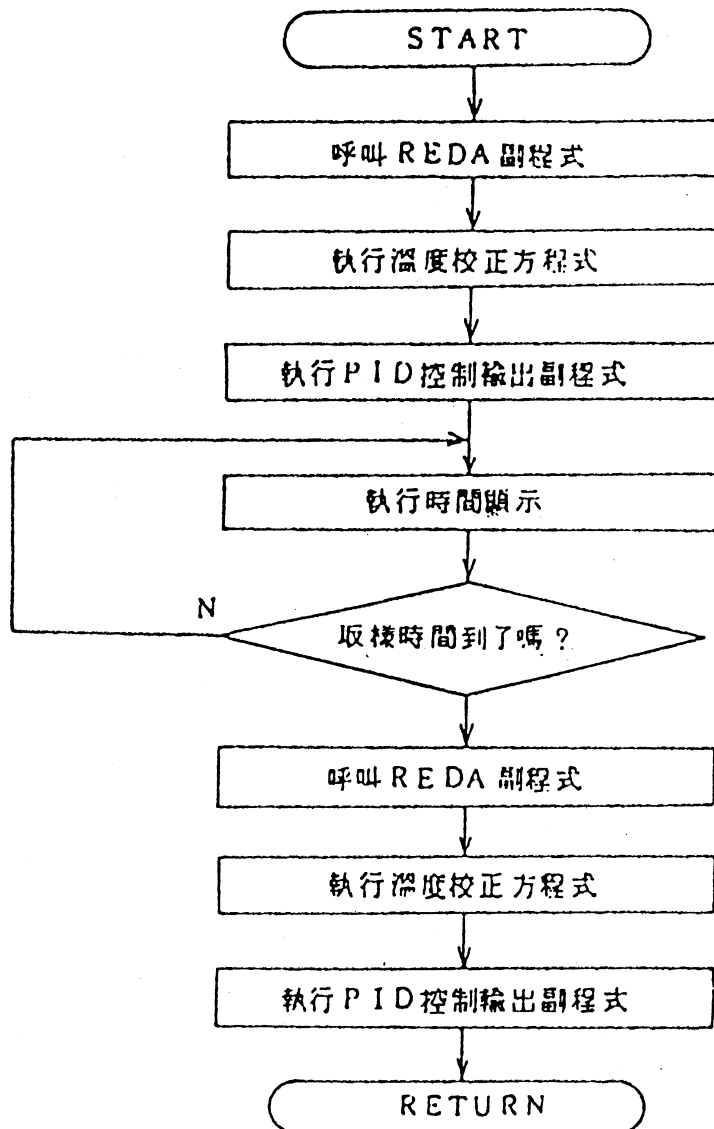 START
呼叫REDA副程式
執行溫度校正方程式
執行PID控制輸出副程式
執行時間顯示
N
取樣時間到了嗎？
呼叫REDA副程式
執行溫度校正方程式
執行PID控制輸出副程式
RETURN